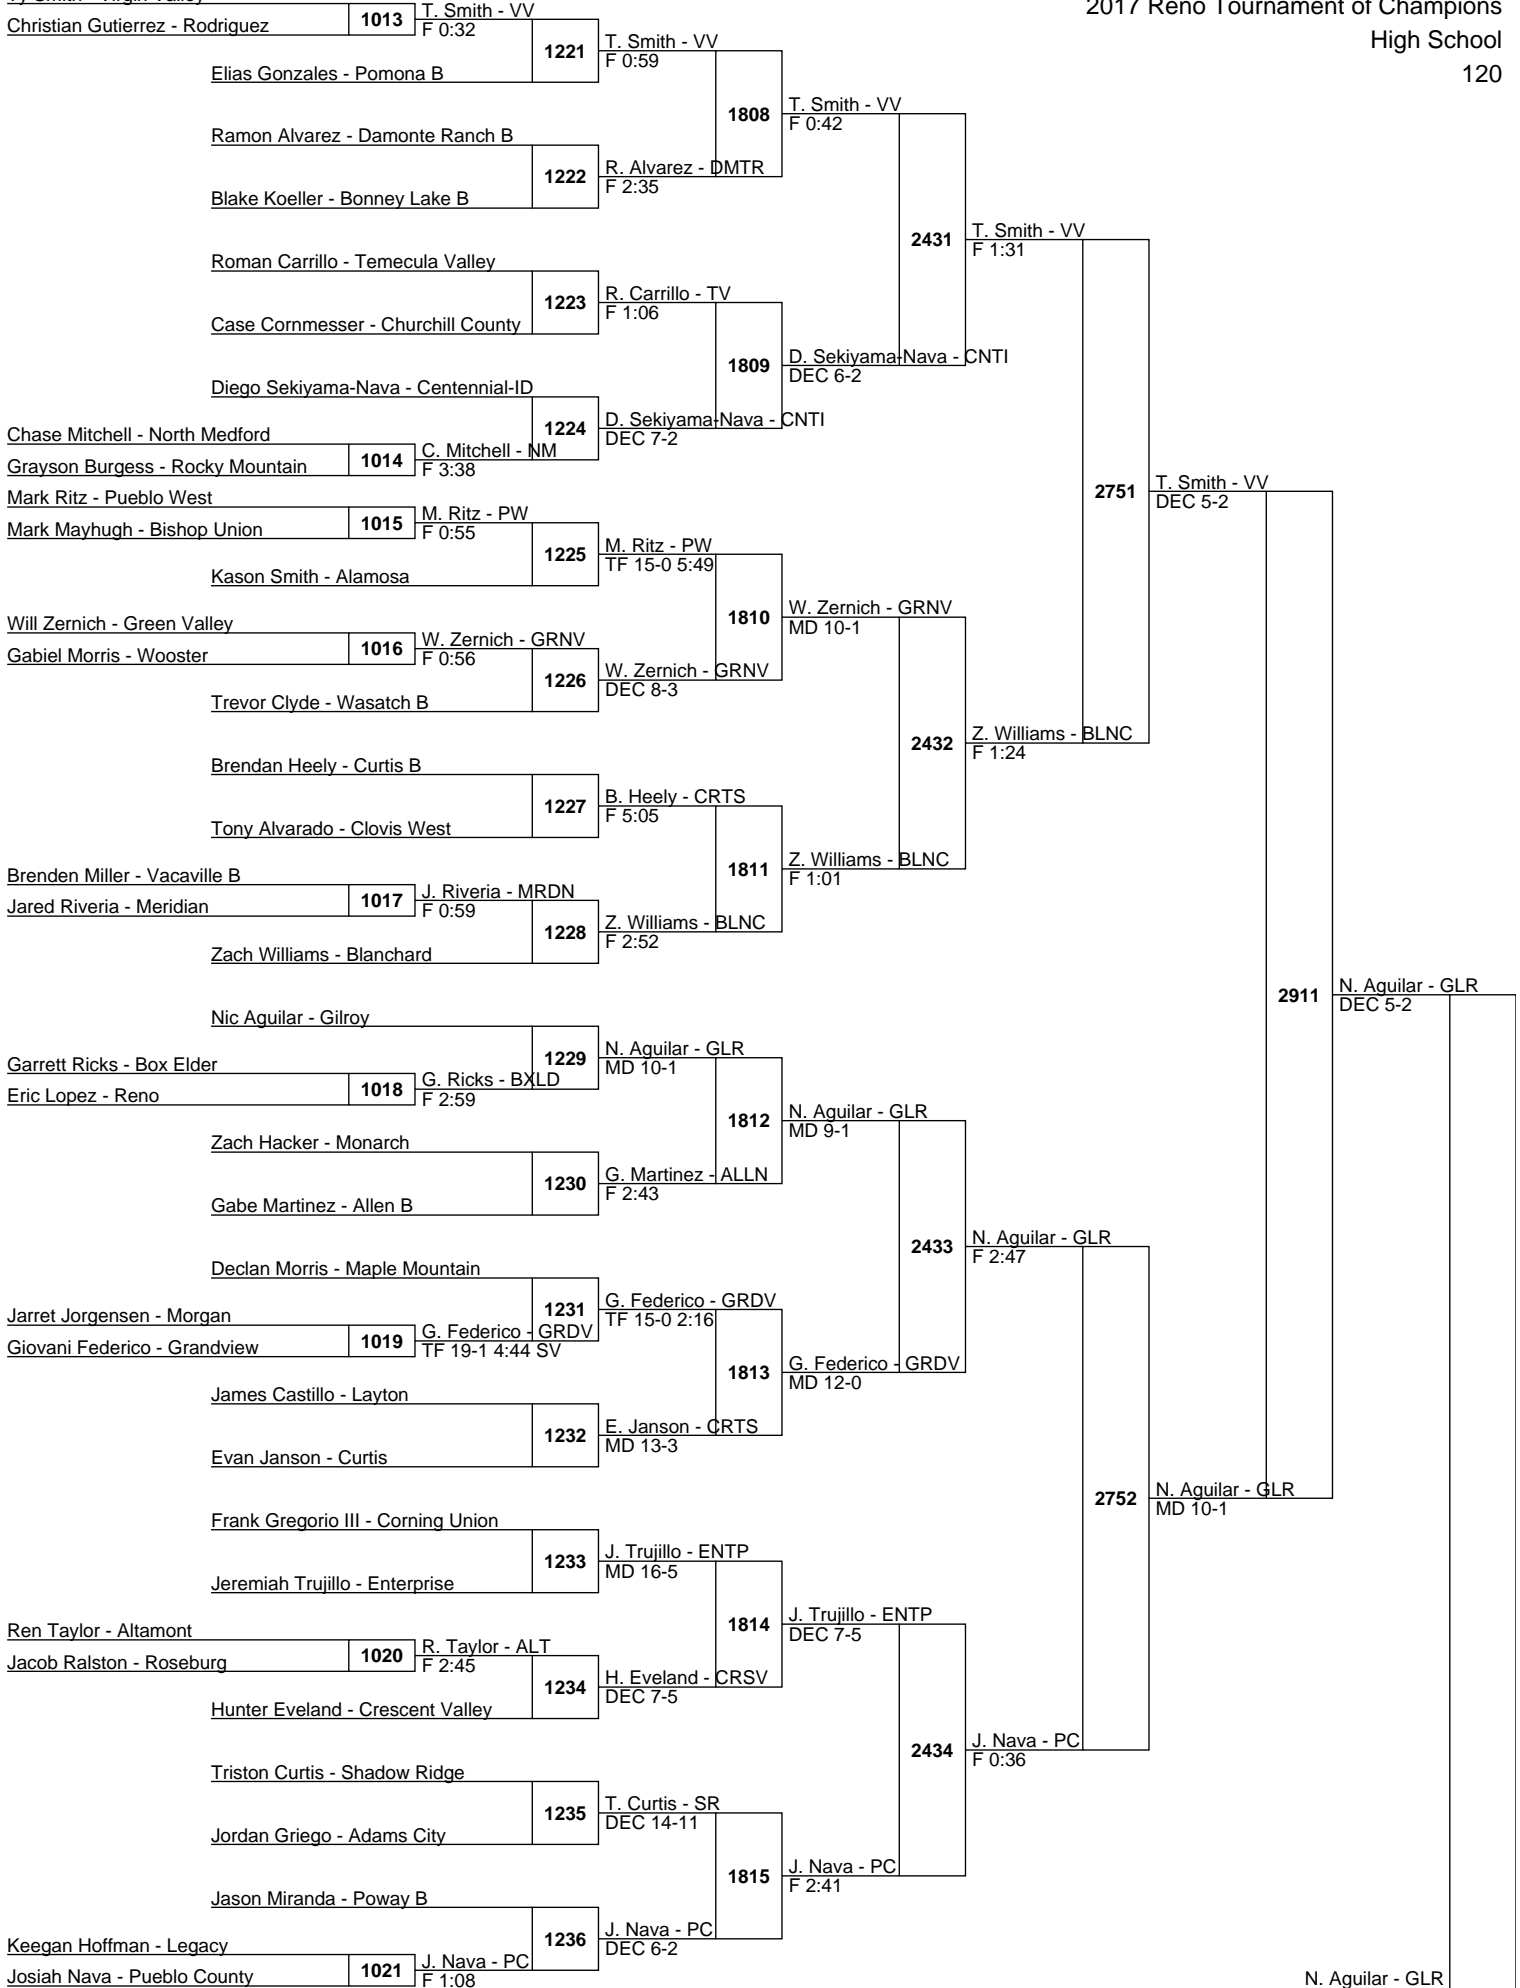 2017 Reno Tournament of Champions
High School
120
Ty Smith - Virgin Valley
Christian Gutierrez - Rodriguez
1013
T. Smith - VV
F 0:32
1221
T. Smith - VV
F 0:59
Elias Gonzales - Pomona B
1808
T. Smith - VV
F 0:42
Ramon Alvarez - Damonte Ranch B
1222
R. Alvarez - DMTR
F 2:35
Blake Koeller - Bonney Lake B
2431
T. Smith - VV
F 1:31
Roman Carrillo - Temecula Valley
1223
R. Carrillo - TV
F 1:06
Case Cornmesser - Churchill County
1809
D. Sekiyama-Nava - CNTI
DEC 6-2
Diego Sekiyama-Nava - Centennial-ID
1224
D. Sekiyama-Nava - CNTI
DEC 7-2
Chase Mitchell - North Medford
1014
C. Mitchell - NM
F 3:38
Grayson Burgess - Rocky Mountain
2751
T. Smith - VV
DEC 5-2
Mark Ritz - Pueblo West
1015
M. Ritz - PW
F 0:55
Mark Mayhugh - Bishop Union
1225
M. Ritz - PW
TF 15-0 5:49
Kason Smith - Alamosa
1810
W. Zernich - GRNV
MD 10-1
Will Zernich - Green Valley
1016
W. Zernich - GRNV
F 0:56
Gabiel Morris - Wooster
1226
W. Zernich - GRNV
DEC 8-3
Trevor Clyde - Wasatch B
2432
Z. Williams - BLNC
F 1:24
Brendan Heely - Curtis B
1227
B. Heely - CRTS
F 5:05
Tony Alvarado - Clovis West
1811
Z. Williams - BLNC
F 1:01
Brenden Miller - Vacaville B
1017
J. Riveria - MRDN
F 0:59
Jared Riveria - Meridian
1228
Z. Williams - BLNC
F 2:52
Zach Williams - Blanchard
2911
N. Aguilar - GLR
DEC 5-2
Nic Aguilar - Gilroy
1229
N. Aguilar - GLR
MD 10-1
Garrett Ricks - Box Elder
1018
G. Ricks - BXLD
F 2:59
Eric Lopez - Reno
1812
N. Aguilar - GLR
MD 9-1
Zach Hacker - Monarch
1230
G. Martinez - ALLN
F 2:43
Gabe Martinez - Allen B
2433
N. Aguilar - GLR
F 2:47
Declan Morris - Maple Mountain
1231
G. Federico - GRDV
TF 15-0 2:16
Jarret Jorgensen - Morgan
1019
G. Federico - GRDV
TF 19-1 4:44 SV
Giovani Federico - Grandview
1813
G. Federico - GRDV
MD 12-0
James Castillo - Layton
1232
E. Janson - CRTS
MD 13-3
Evan Janson - Curtis
2752
N. Aguilar - GLR
MD 10-1
Frank Gregorio III - Corning Union
1233
J. Trujillo - ENTP
MD 16-5
Jeremiah Trujillo - Enterprise
1814
J. Trujillo - ENTP
DEC 7-5
Ren Taylor - Altamont
1020
R. Taylor - ALT
F 2:45
Jacob Ralston - Roseburg
1234
H. Eveland - CRSV
DEC 7-5
Hunter Eveland - Crescent Valley
2434
J. Nava - PC
F 0:36
Triston Curtis - Shadow Ridge
1235
T. Curtis - SR
DEC 14-11
Jordan Griego - Adams City
1815
J. Nava - PC
F 2:41
Jason Miranda - Poway B
1236
J. Nava - PC
DEC 6-2
Keegan Hoffman - Legacy
1021
J. Nava - PC
F 1:08
Josiah Nava - Pueblo County
N. Aguilar - GLR